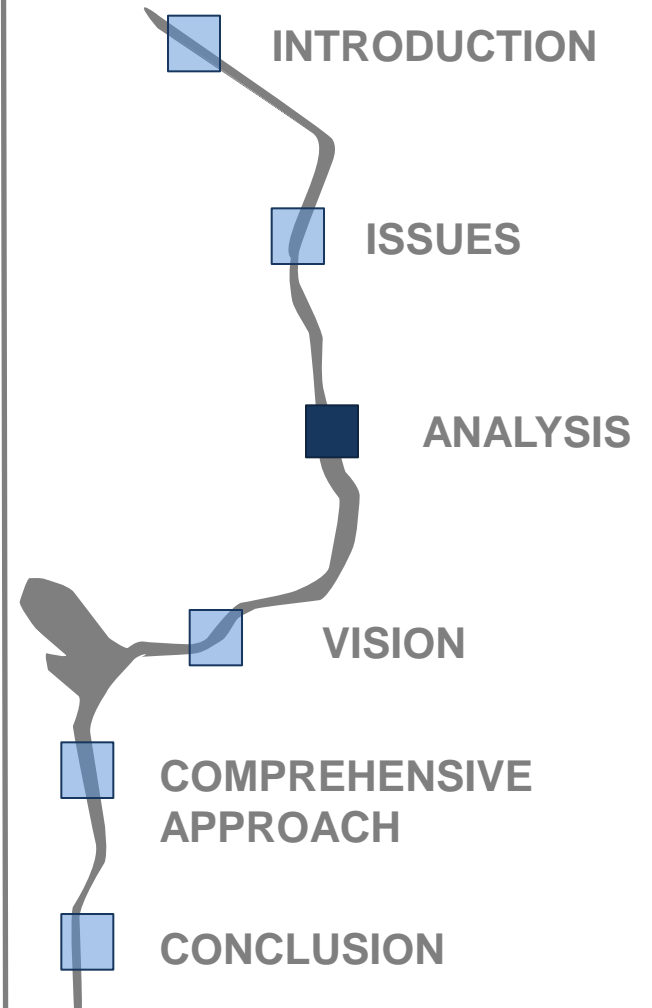 INTRODUCTION
ISSUES
ANALYSIS
VISION
COMPREHENSIVE
APPROACH
CONCLUSION